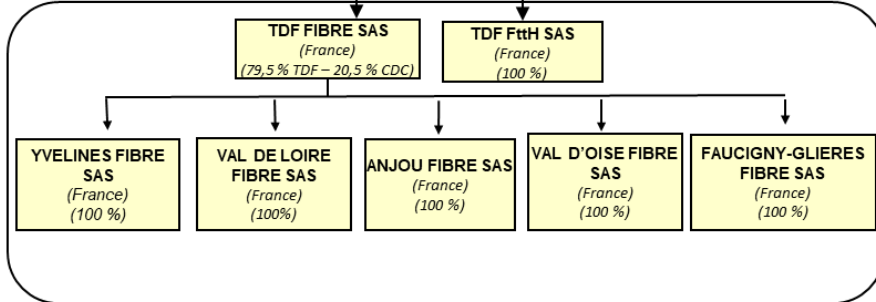 TDF FIBRE SAS
(France)
(79,5 % TDF – 20,5 % CDC)
TDF FttH SAS
(France)
(100 %)
YVELINES FIBRE
SAS
(France)
(100 %)
VAL DE LOIRE
FIBRE SAS
(France)
(100%)
ANJOU FIBRE SAS
(France)
(100 %)
VAL D'OISE FIBRE
SAS
(France)
(100 %)
FAUCIGNY-GLIERES
FIBRE SAS
(France)
(100 %)